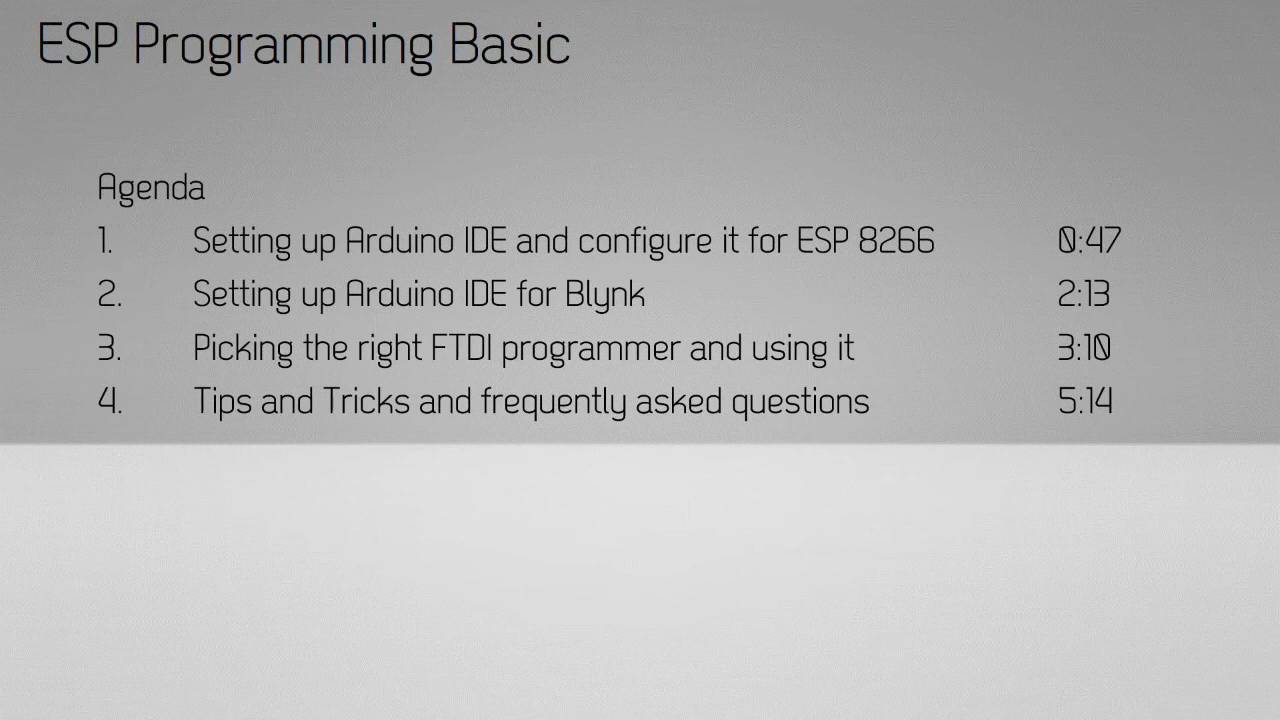 ESP Programming Basic
Agenda
1. Setting up Arduino IDE and configure it for ESP 8266 0:47
2. Setting up Arduino IDE for Blynk 2:13
3. Picking the right FTDI programmer and using it 3:10
4. Tips and Tricks and frequently asked questions 5:14